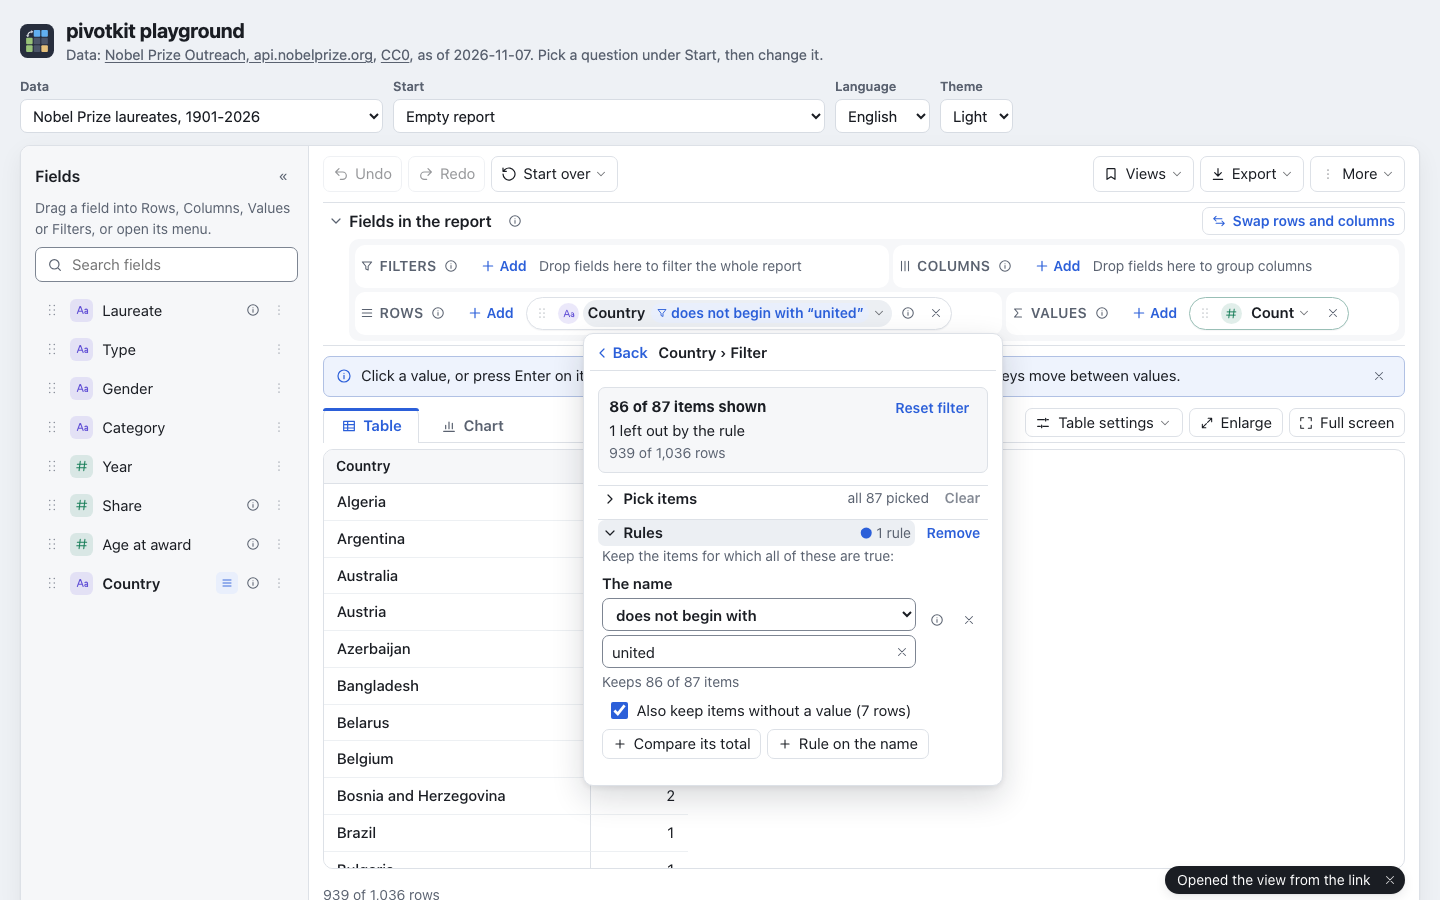 pivotkit playground
Data: Nobel Prize Outreach, api.nobelprize.org, CC0, as of 2026-11-07. Pick a question under Start, then change it.
Data
Start
Language
Theme
Nobel Prize laureates, 1901-2026
Empty report
English
Light
Fields
«
Drag a field into Rows, Columns, Values
or Filters, or open its menu.
Search fields
Aa Laureate
Aa Type
Aa Gender
Aa Category
# Year
# Share
# Age at award
Aa Country
Undo
Redo
Start over
Views
Export
More
Fields in the report
Swap rows and columns
FILTERS
+ Add
Drop fields here to filter the whole report
COLUMNS
+ Add
Drop fields here to group columns
ROWS
+ Add
Aa Country does not begin with “united”
VALUES
+ Add
# Count
Back
Country › Filter
Click a value, or press Enter on it
eys move between values.
86 of 87 items shown
Reset filter
1 left out by the rule
939 of 1,036 rows
Table
Chart
Table settings
Enlarge
Full screen
Pick items
all 87 picked
Clear
Rules
1 rule
Remove
Keep the items for which all of these are true:
The name
does not begin with
united
Keeps 86 of 87 items
Also keep items without a value (7 rows)
+ Compare its total
+ Rule on the name
Country
Algeria
Argentina
Australia
Austria
Azerbaijan
Bangladesh
Belarus
Belgium
Bosnia and Herzegovina 2
Brazil 1
Bulgaria 1
939 of 1,036 rows
Opened the view from the link